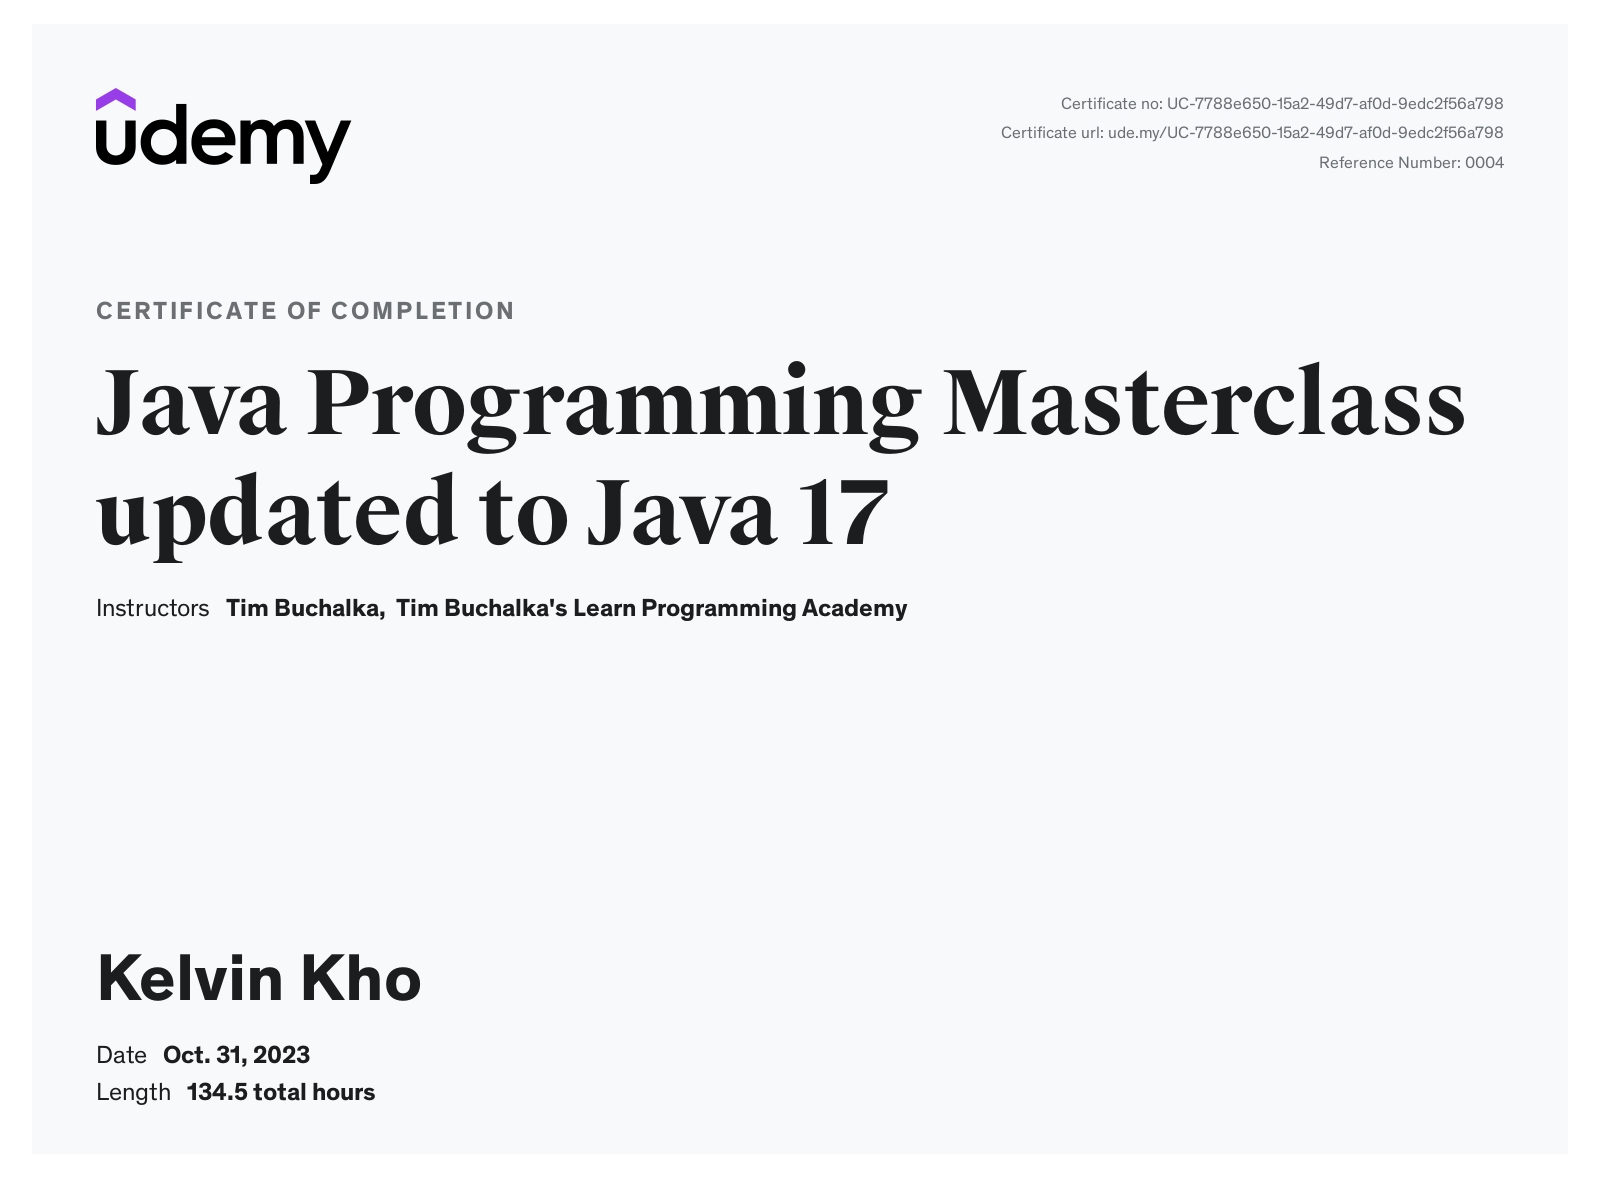 udemy
Certificate no: UC-7788e650-15a2-49d7-af0d-9edc2f56a798
Certificate url: ude.my/UC-7788e650-15a2-49d7-af0d-9edc2f56a798
Reference Number: 0004
CERTIFICATE OF COMPLETION
Java Programming Masterclass
updated to Java 17
Instructors Tim Buchalka, Tim Buchalka's Learn Programming Academy
Kelvin Kho
Date Oct. 31, 2023
Length 134.5 total hours